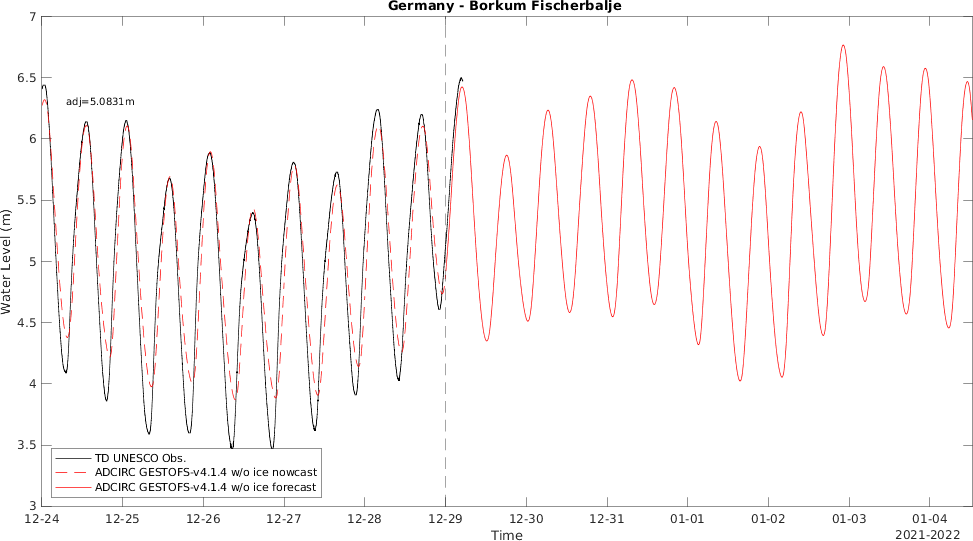 Germany - Borkum Fischerbalje
7
6.5
6
5.5
5
4.5
4
3.5
3
Water Level (m)
adj=5.0831m
TD UNESCO Obs.
ADCIRC GESTOFS-v4.1.4 w/o ice nowcast
ADCIRC GESTOFS-v4.1.4 w/o ice forecast
12-24 12-25 12-26 12-27 12-28 12-29 12-30 12-31 01-01 01-02 01-03 01-04
Time
2021-2022